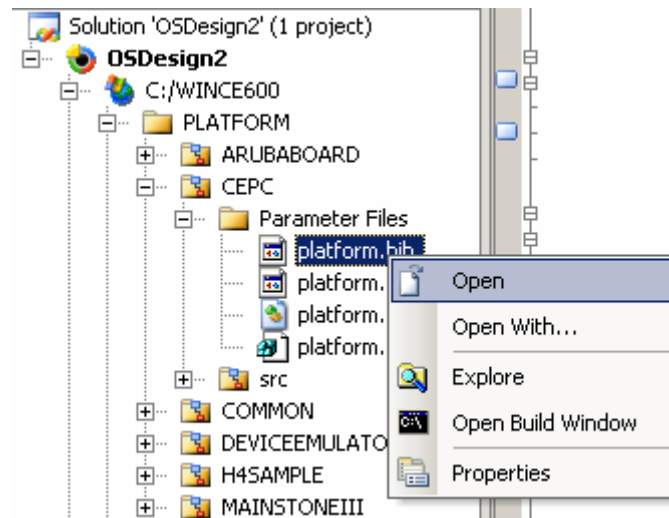 Solution 'OSDesign2' (1 project)
OSDesign2
C:/WINCE600
PLATFORM
ARUBABOARD
CEPC
Parameter Files
platform.bib
platform.
Open
platform.
Open With...
platform.
Explore
src
COMMON
Open Build Window
DEVICEEMULATO
H4SAMPLE
Properties
MAINSTONEIII